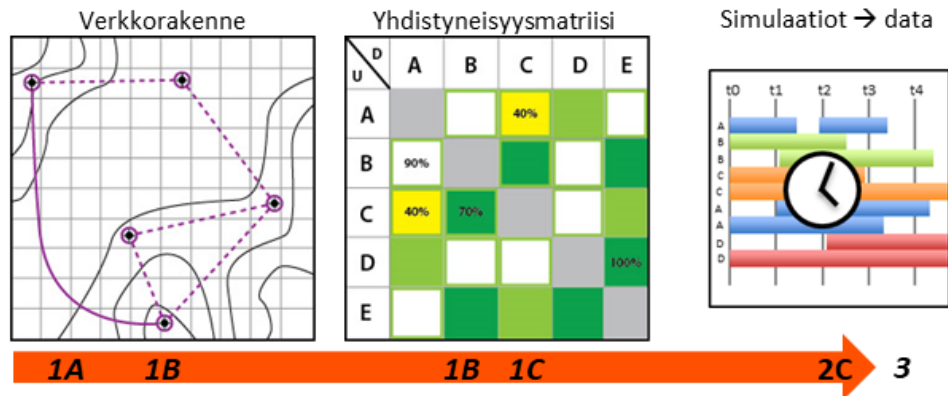 Verkkorakenne
Yhdistyneisyysmatriisi
Simulaatiot → data
D
U
A B C D E
A 40%
B 90%
C 40% 70%
D 100%
E
t0 t1 t2 t3 t4
A
B
B
C
C
A
A
D
D
1A 1B 1B 1C 2C 3